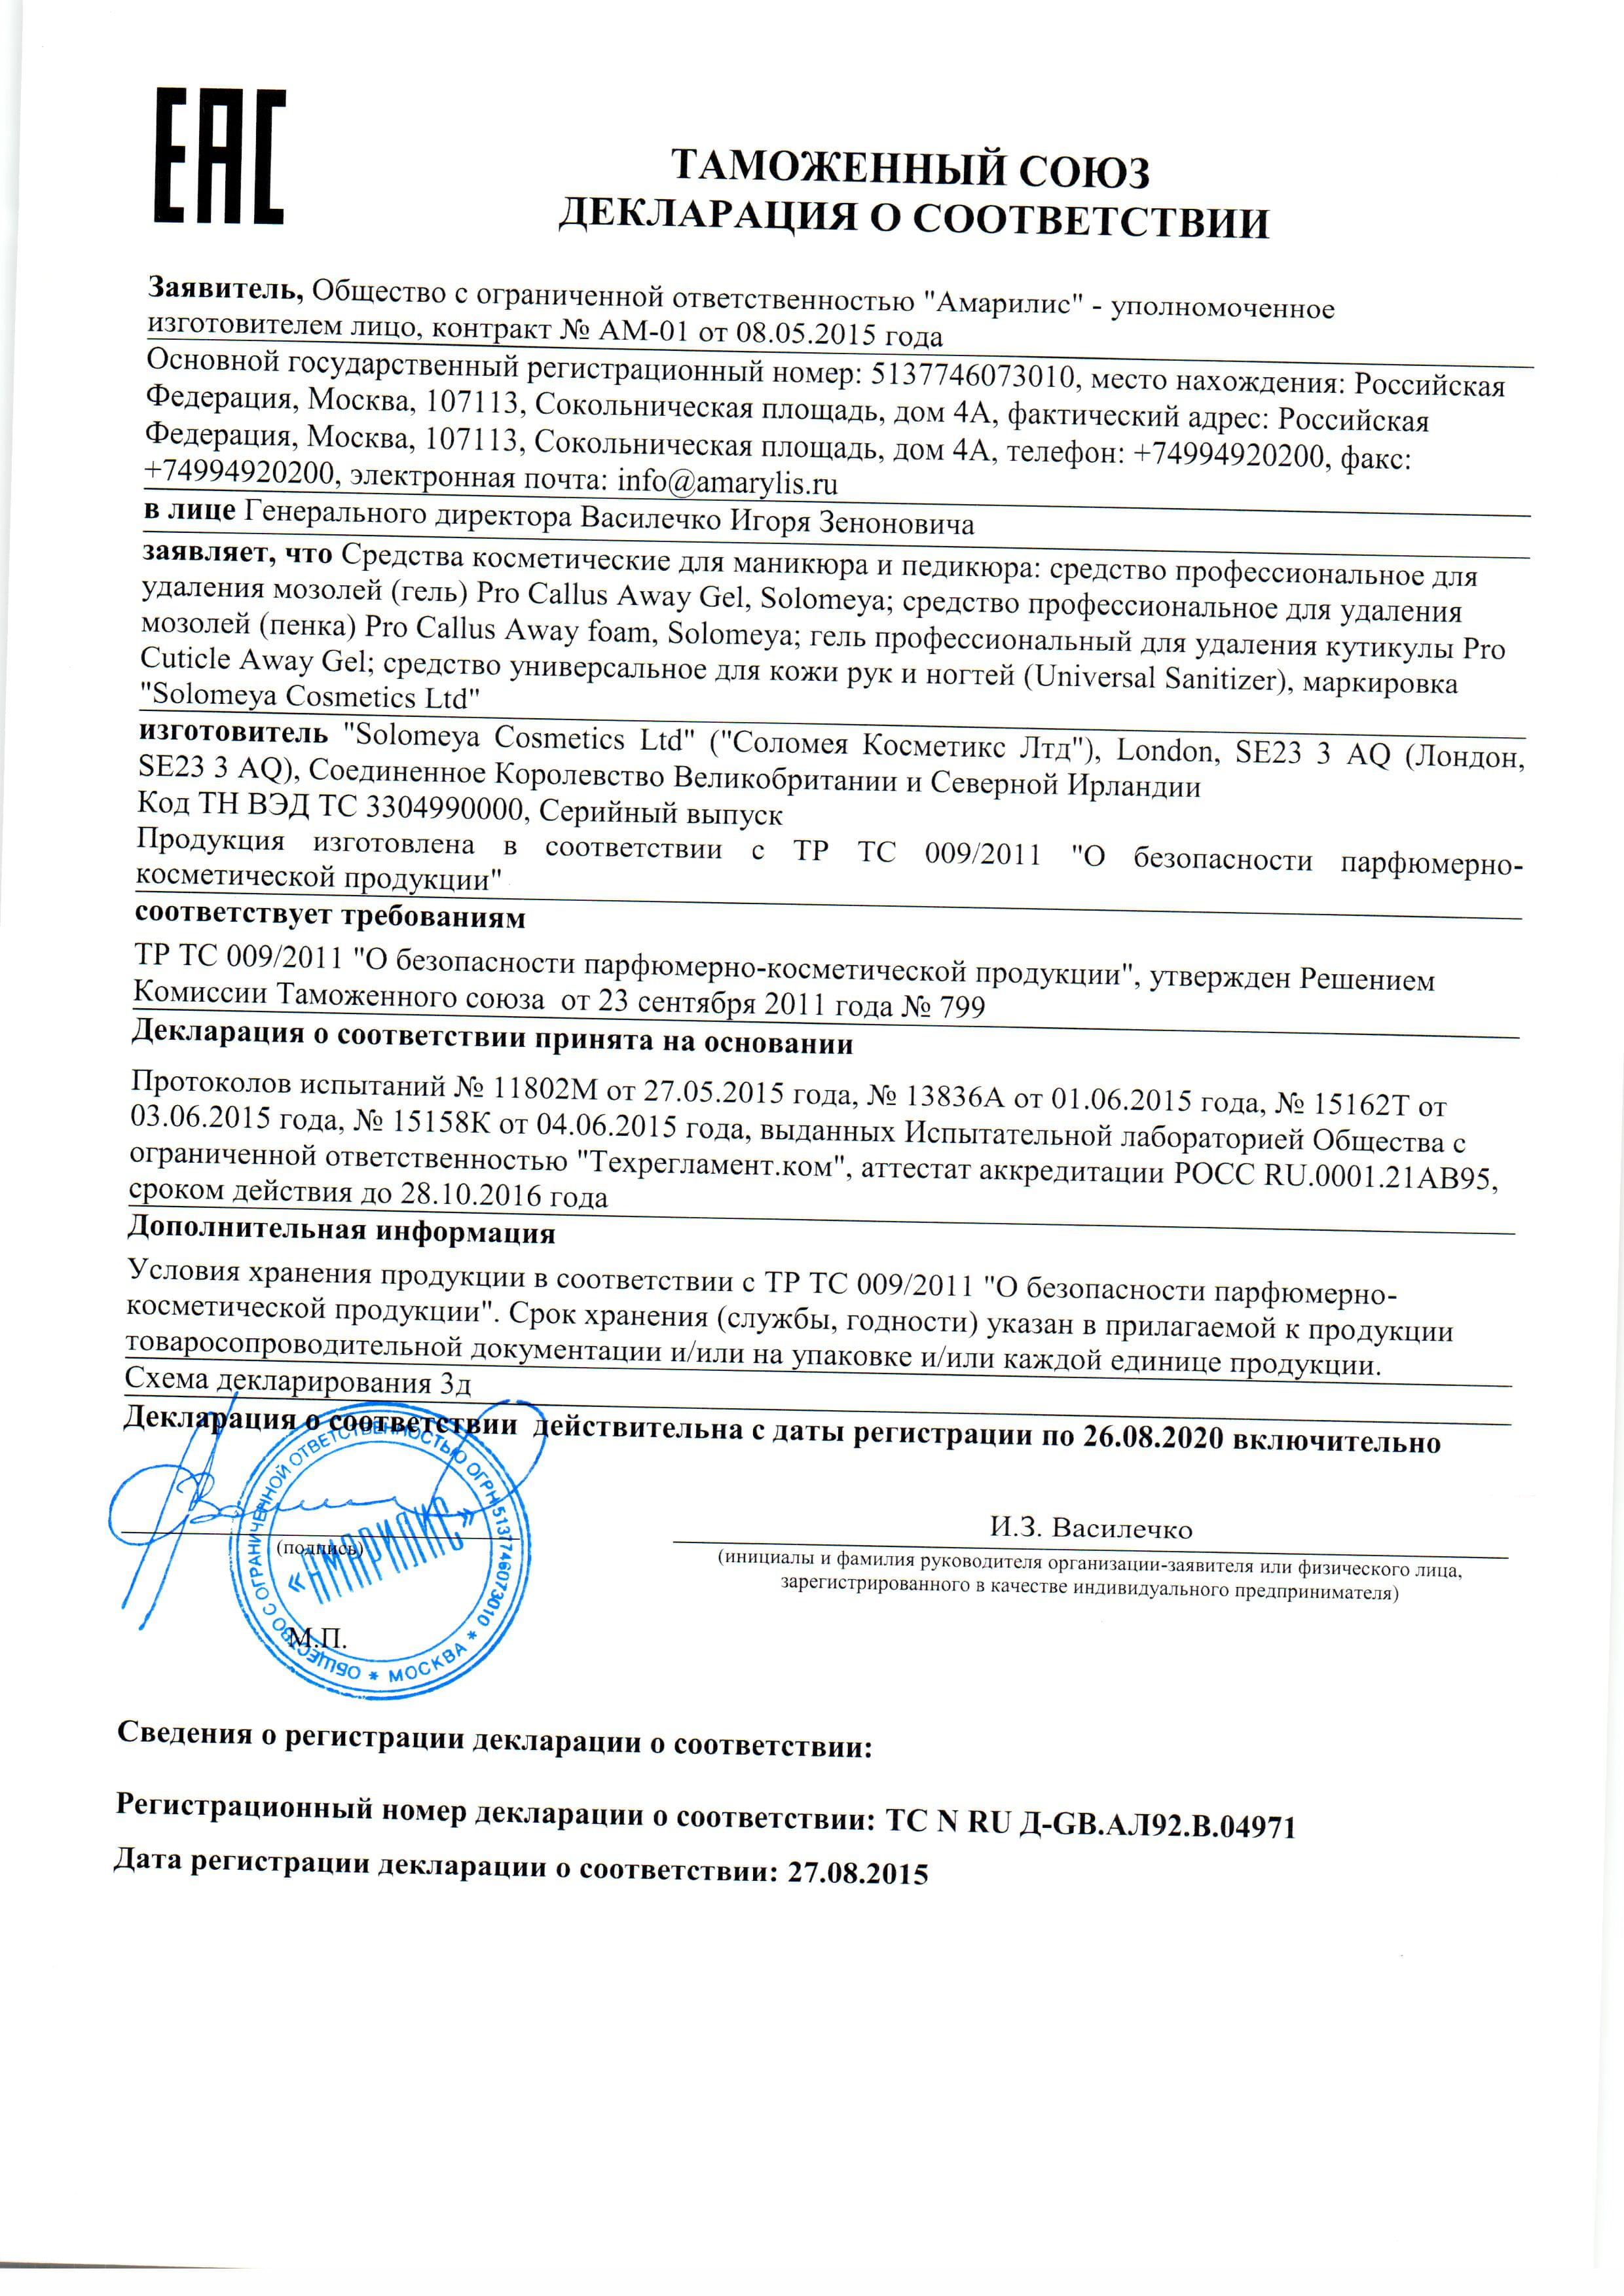 ЕАС
ТАМОЖЕННЫЙ СОЮЗ
ДЕКЛАРАЦИЯ О СООТВЕТСТВИИ
Заявитель, Общество с ограниченной ответственностью "Амарилис" - уполномоченное
изготовителем лицо, контракт № АМ-01 от 08.05.2015 года
Основной государственный регистрационный номер: 5137746073010, место нахождения: Российская
Федерация, Москва, 107113, Сокольническая площадь, дом 4А, фактический адрес: Российская
Федерация, Москва, 107113, Сокольническая площадь, дом 4А, телефон: +74994920200, факс:
+74994920200, электронная почта: info@amarylis.ru
в лице Генерального директора Василечко Игоря Зеноновича
заявляет, что Средства косметические для маникюра и педикюра: средство профессиональное для
удаления мозолей (гель) Pro Callus Away Gel, Solomeya; средство профессиональное для удаления
мозолей (пенка) Pro Callus Away foam, Solomeya; гель профессиональный для удаления кутикулы Pro
Cuticle Away Gel; средство универсальное для кожи рук и ногтей (Universal Sanitizer), маркировка
"Solomeya Cosmetics Ltd"
изготовитель "Solomeya Cosmetics Ltd" ("Соломея Косметикс Лтд"), London, SE23 3 AQ (Лондон,
SE23 3 AQ), Соединенное Королевство Великобритании и Северной Ирландии
Код ТН ВЭД ТС 3304990000, Серийный выпуск
Продукция изготовлена в соответствии с ТР ТС 009/2011 "О безопасности парфюмерно-
косметической продукции"
соответствует требованиям
ТР ТС 009/2011 "О безопасности парфюмерно-косметической продукции", утвержден Решением
Комиссии Таможенного союза от 23 сентября 2011 года № 799
Декларация о соответствии принята на основании
Протоколов испытаний № 11802М от 27.05.2015 года, № 13836А от 01.06.2015 года, № 15162Т от
03.06.2015 года, № 15158К от 04.06.2015 года, выданных Испытательной лабораторией Общества с
ограниченной ответственностью "Техрегламент.ком", аттестат аккредитации РОСС RU.0001.21АВ95,
сроком действия до 28.10.2016 года
Дополнительная информация
Условия хранения продукции в соответствии с ТР ТС 009/2011 "О безопасности парфюмерно-
косметической продукции". Срок хранения (службы, годности) указан в прилагаемой к продукции
товаросопроводительной документации и/или на упаковке и/или каждой единице продукции.
Схема декларирования 3д
Декларация о соответствии действительна с даты регистрации по 26.08.2020 включительно
И.З. Василечко
(подпись)
(инициалы и фамилия руководителя организации-заявителя или физического лица,
зарегистрированного в качестве индивидуального предпринимателя)
ОБЩЕСТВО С ОГРАНИЧЕННОЙ ОТВЕТСТВЕННОСТЬЮ ОГРН 5137746073010 * МОСКВА *
«АМАРИЛИС»
М.П.
Сведения о регистрации декларации о соответствии:
Регистрационный номер декларации о соответствии: ТС N RU Д-GB.АЛ92.В.04971
Дата регистрации декларации о соответствии: 27.08.2015